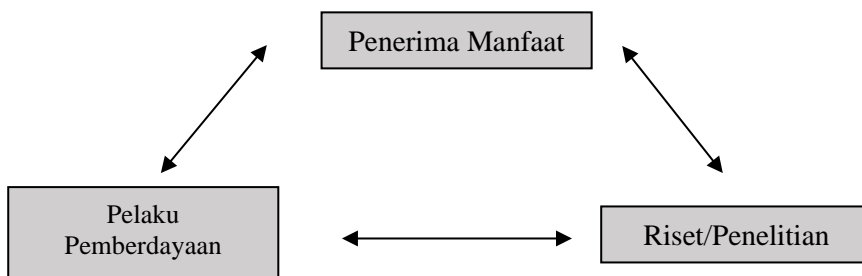 Penerima Manfaat
Pelaku
Pemberdayaan
Riset/Penelitian